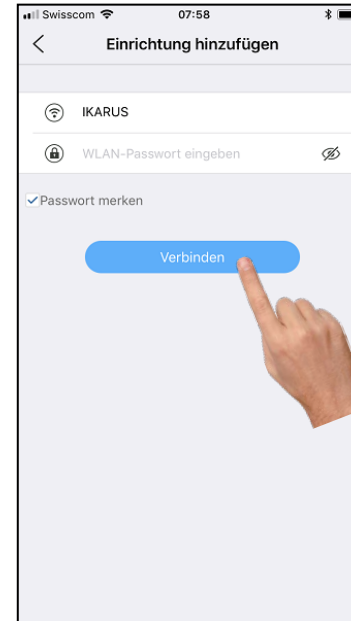 Swisscom 07:58
Einrichtung hinzufügen
IKARUS
WLAN-Passwort eingeben
Passwort merken
Verbinden